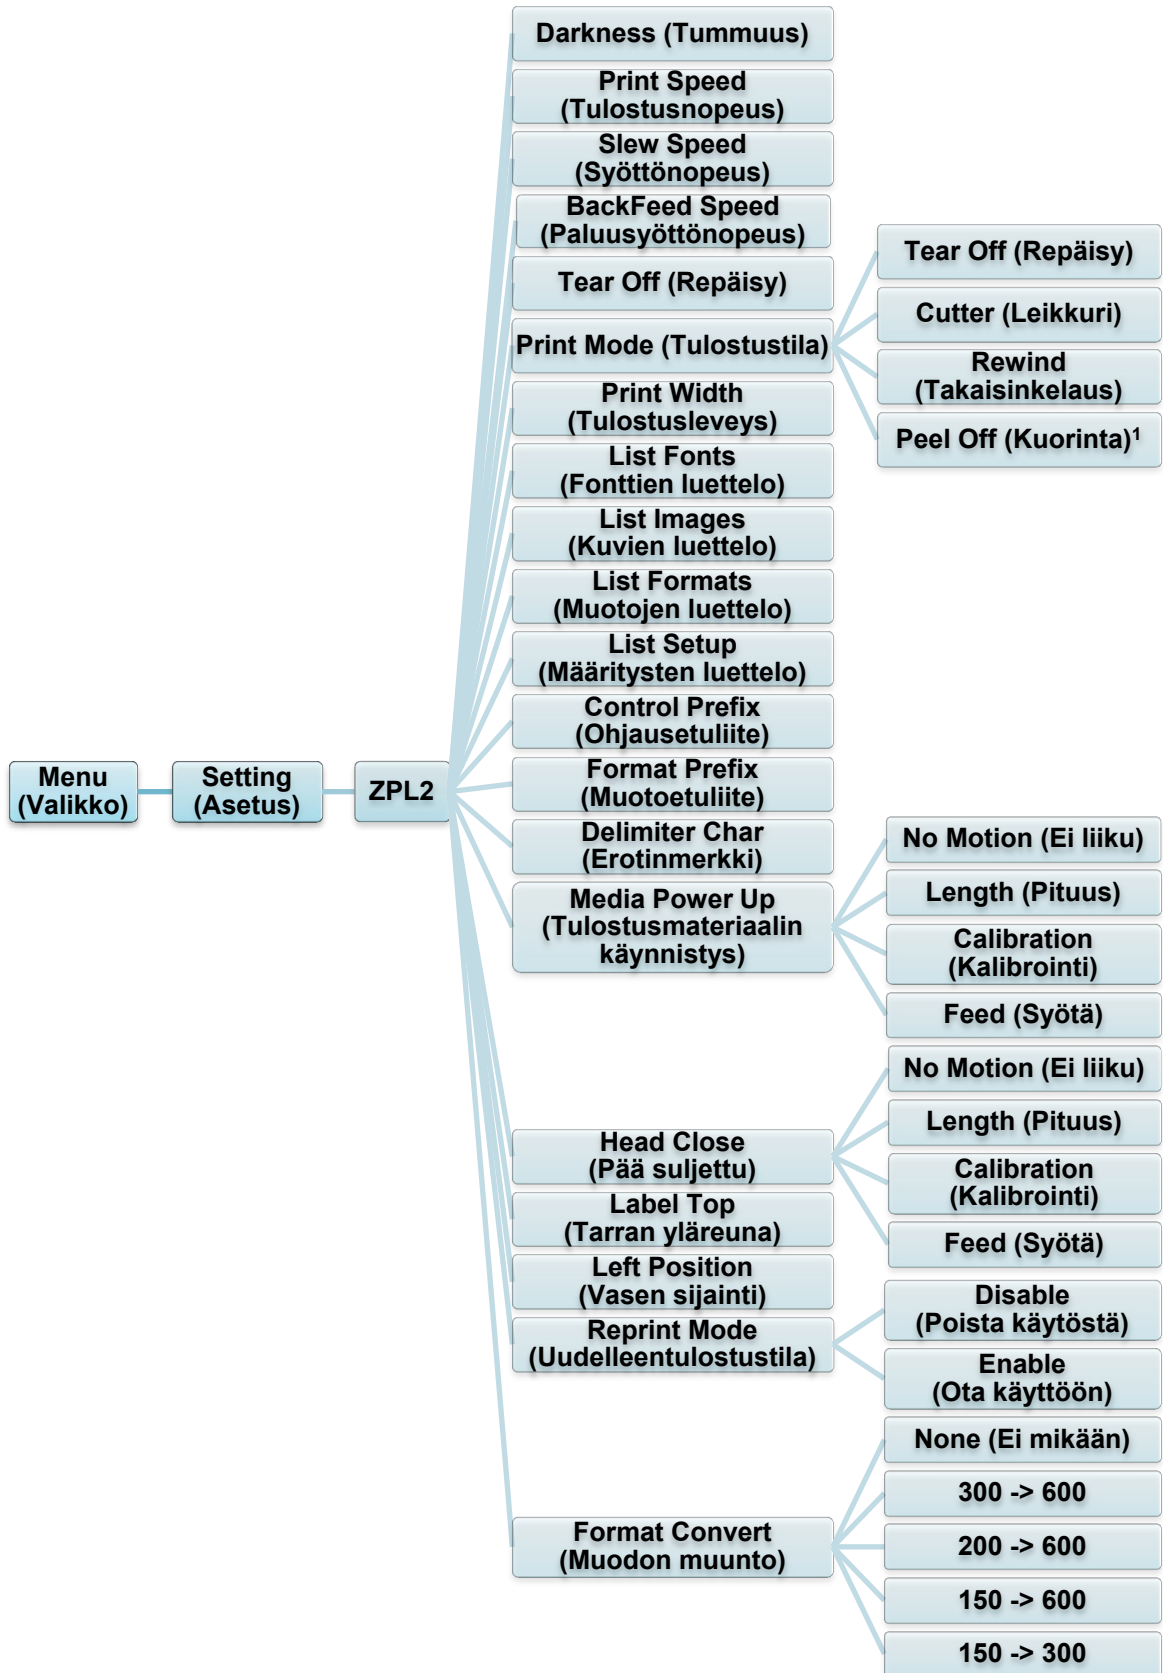 Menu
(Valikko)
Setting
(Asetus)
ZPL2
Darkness (Tummuus)
Print Speed
(Tulostusnopeus)
Slew Speed
(Syöttönopeus)
BackFeed Speed
(Paluusyöttönopeus)
Tear Off (Repäisy)
Print Mode (Tulostustila)
Tear Off (Repäisy)
Cutter (Leikkuri)
Rewind
(Takaisinkelaus)
Peel Off (Kuorinta)¹
Print Width
(Tulostusleveys)
List Fonts
(Fonttien luettelo)
List Images
(Kuvien luettelo)
List Formats
(Muotojen luettelo)
List Setup
(Määritysten luettelo)
Control Prefix
(Ohjausetuliite)
Format Prefix
(Muotoetuliite)
Delimiter Char
(Erotinmerkki)
Media Power Up
(Tulostusmateriaalin
käynnistys)
No Motion (Ei liiku)
Length (Pituus)
Calibration
(Kalibrointi)
Feed (Syötä)
Head Close
(Pää suljettu)
No Motion (Ei liiku)
Length (Pituus)
Calibration
(Kalibrointi)
Feed (Syötä)
Label Top
(Tarran yläreuna)
Left Position
(Vasen sijainti)
Reprint Mode
(Uudelleentulostustila)
Disable
(Poista käytöstä)
Enable
(Ota käyttöön)
Format Convert
(Muodon muunto)
None (Ei mikään)
300 -> 600
200 -> 600
150 -> 600
150 -> 300